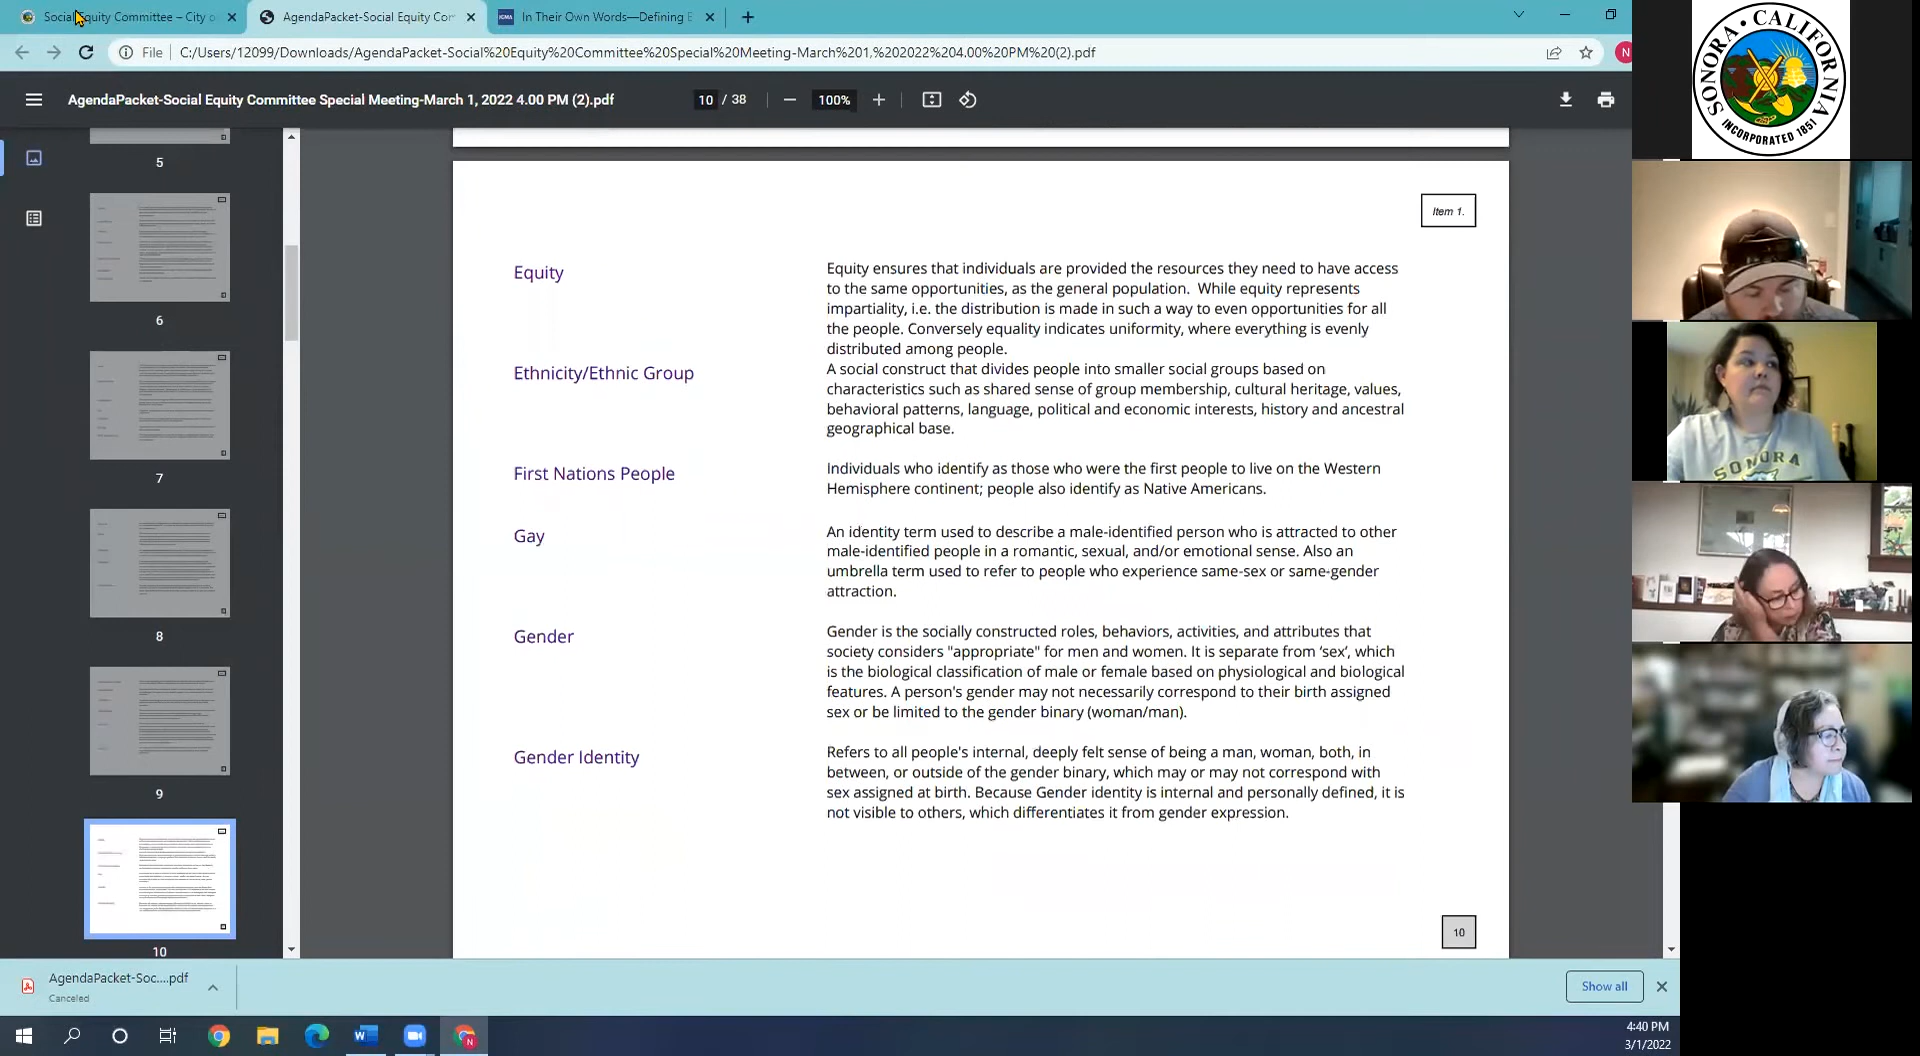 Social Equity Committee – City o
AgendaPacket-Social Equity Com
ICMA
In Their Own Words—Defining E
File
C:/Users/12099/Downloads/AgendaPacket-Social%20Equity%20Committee%20Special%20Meeting-March%201,%202022%204.00%20PM%20(2).pdf
N
AgendaPacket-Social Equity Committee Special Meeting-March 1, 2022 4.00 PM (2).pdf
10 / 38
100%
5
6
7
8
9
10
Item 1.
Equity
Equity ensures that individuals are provided the resources they need to have access
to the same opportunities, as the general population. While equity represents
impartiality, i.e. the distribution is made in such a way to even opportunities for all
the people. Conversely equality indicates uniformity, where everything is evenly
distributed among people.
Ethnicity/Ethnic Group
A social construct that divides people into smaller social groups based on
characteristics such as shared sense of group membership, cultural heritage, values,
behavioral patterns, language, political and economic interests, history and ancestral
geographical base.
First Nations People
Individuals who identify as those who were the first people to live on the Western
Hemisphere continent; people also identify as Native Americans.
Gay
An identity term used to describe a male-identified person who is attracted to other
male-identified people in a romantic, sexual, and/or emotional sense. Also an
umbrella term used to refer to people who experience same-sex or same-gender
attraction.
Gender
Gender is the socially constructed roles, behaviors, activities, and attributes that
society considers "appropriate" for men and women. It is separate from ‘sex’, which
is the biological classification of male or female based on physiological and biological
features. A person's gender may not necessarily correspond to their birth assigned
sex or be limited to the gender binary (woman/man).
Gender Identity
Refers to all people's internal, deeply felt sense of being a man, woman, both, in
between, or outside of the gender binary, which may or may not correspond with
sex assigned at birth. Because Gender identity is internal and personally defined, it is
not visible to others, which differentiates it from gender expression.
10
AgendaPacket-Soc....pdf
Canceled
Show all
4:40 PM
3/1/2022
SONORA, CALIFORNIA
INCORPORATED 1851
SONORA